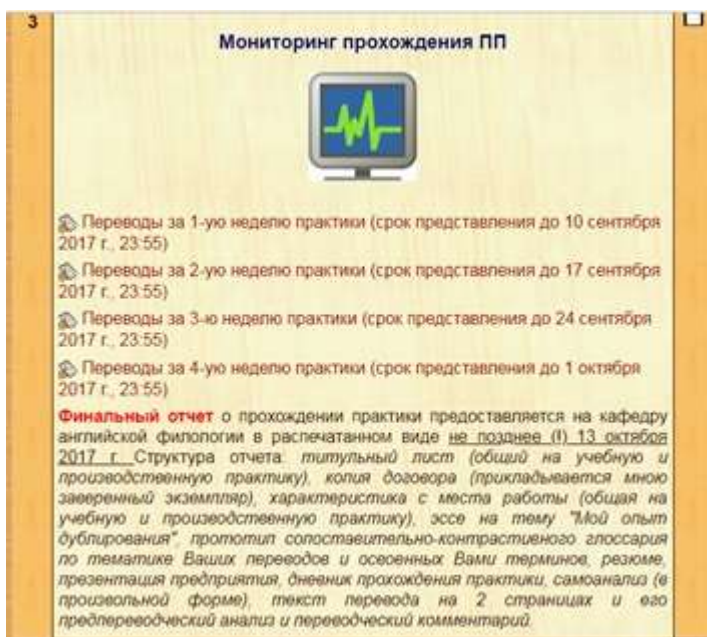 3
Мониторинг прохождения ПП
Переводы за 1-ую неделю практики (срок представления до 10 сентября
2017 г., 23:55)
Переводы за 2-ую неделю практики (срок представления до 17 сентября
2017 г., 23:55)
Переводы за 3-ю неделю практики (срок представления до 24 сентября
2017 г., 23:55)
Переводы за 4-ую неделю практики (срок представления до 1 октября
2017 г., 23:55)
Финальный отчет о прохождении практики предоставляется на кафедру
английской филологии в распечатанном виде не позднее (!) 13 октября
2017 г. Структура отчета: титульный лист (общий на учебную и
производственную практику), копия договора (прикладывается мною
заверенный экземпляр), характеристика с места работы (общая на
учебную и производственную практику), эссе на тему "Мой опыт
дублирования", прототип сопоставительно-контрастивного глоссария
по тематике Ваших переводов и освоенных Вами терминов, резюме,
презентация предприятия, дневник прохождения практики, самоанализ (в
произвольной форме), текст перевода на 2 страницах и его
предпереводческий анализ и переводческий комментарий.